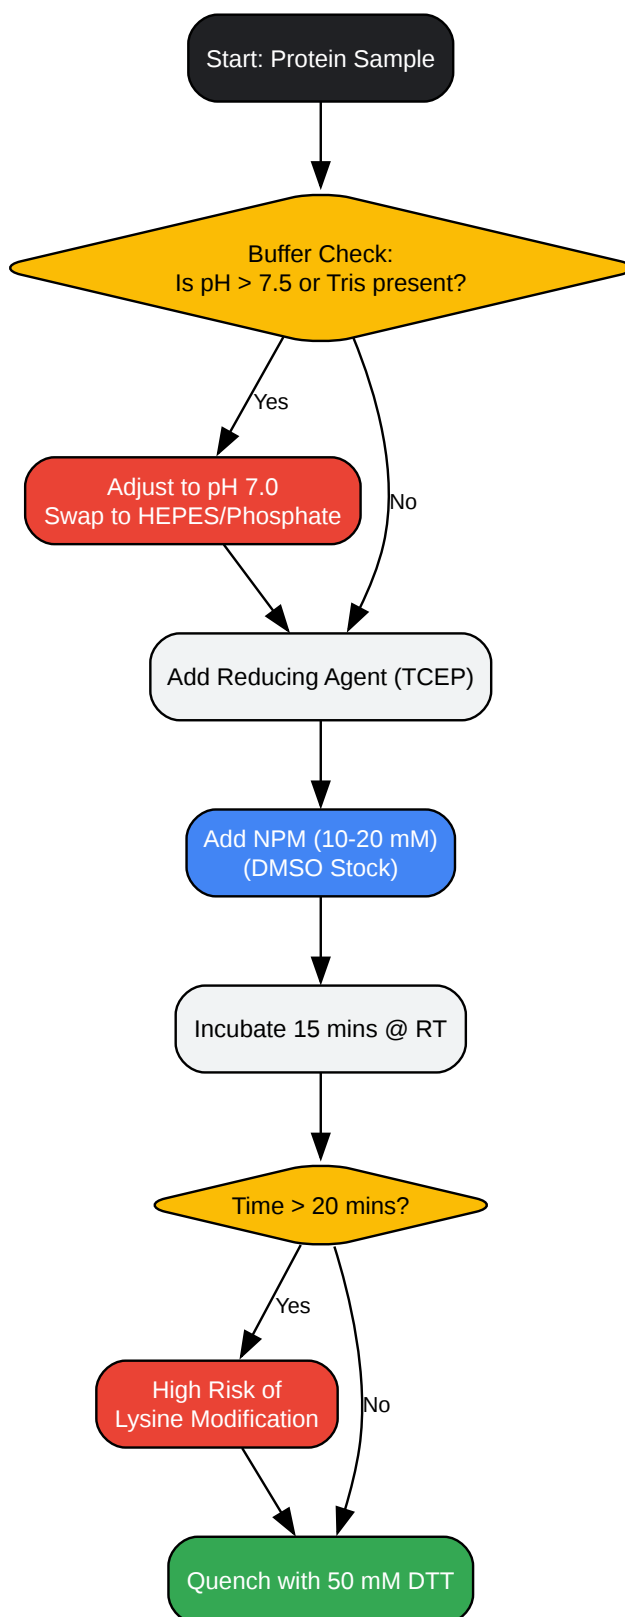 Start: Protein Sample
Buffer Check:
Is pH > 7.5 or Tris present?
Yes
Adjust to pH 7.0
Swap to HEPES/Phosphate
No
Add Reducing Agent (TCEP)
Add NPM (10-20 mM)
(DMSO Stock)
Incubate 15 mins @ RT
Time > 20 mins?
Yes
High Risk of
Lysine Modification
No
Quench with 50 mM DTT